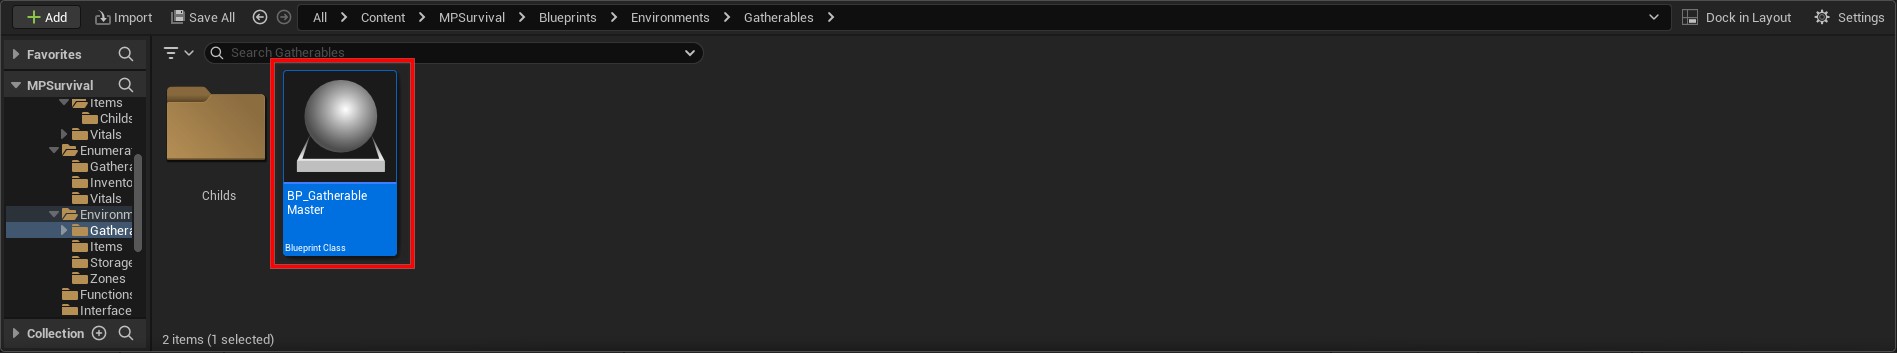 Add
Import
Save All
All
Content
MPSurvival
Blueprints
Environments
Gatherables
Dock in Layout
Settings
Favorites
Search Gatherables
MPSurvival
Items
Childs
Vitals
Enumera
Gathera
Invento
Vitals
Environm
Gathera
Items
Storage
Zones
Functions
Interface
Collection
Childs
BP_Gatherable
Master
Blueprint Class
2 items (1 selected)